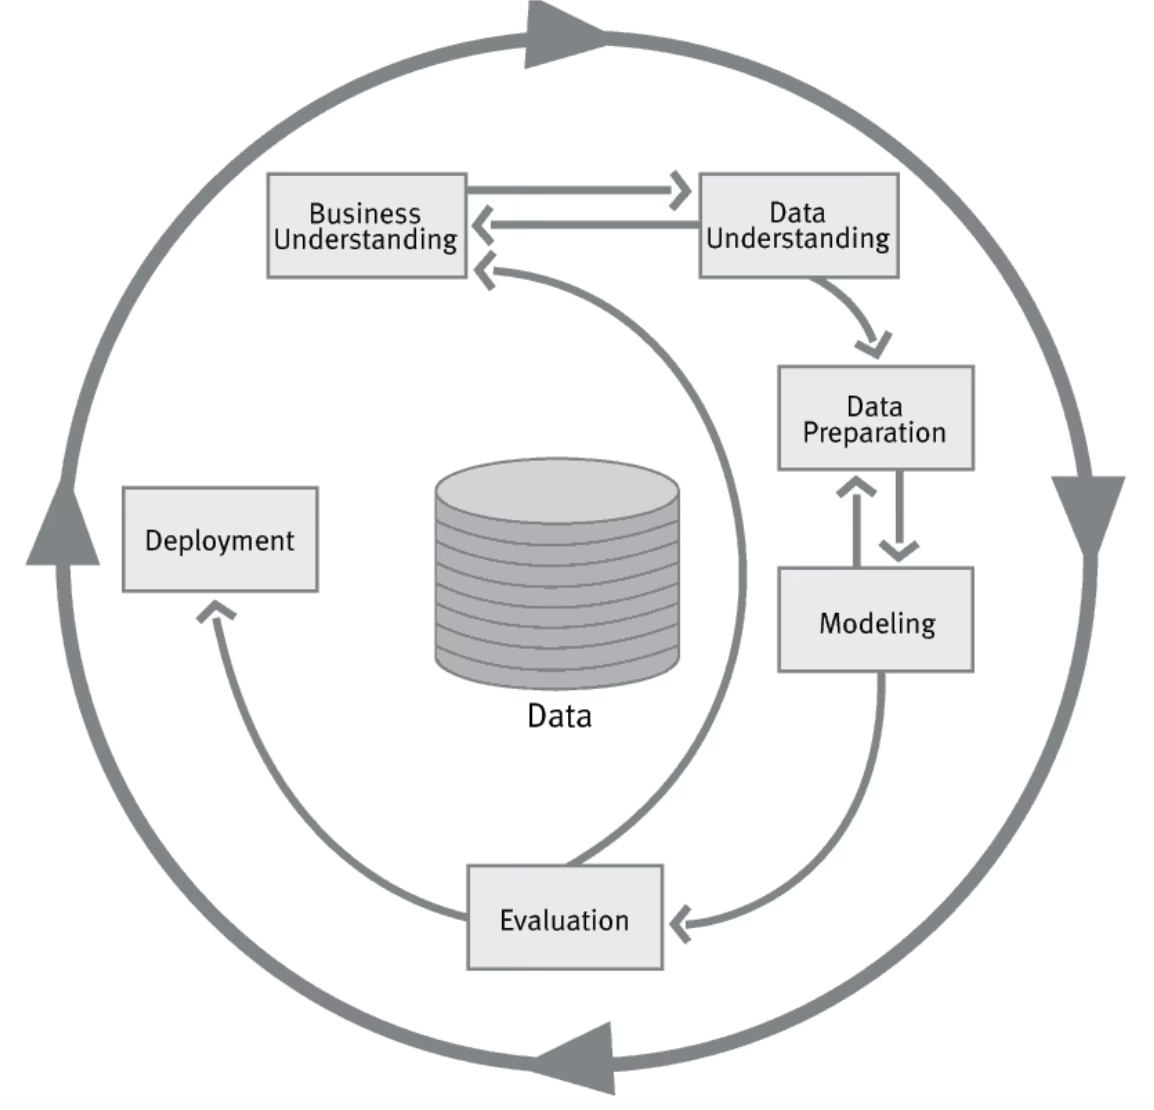 Business
Understanding
Data
Understanding
Data
Preparation
Deployment
Modeling
Data
Evaluation